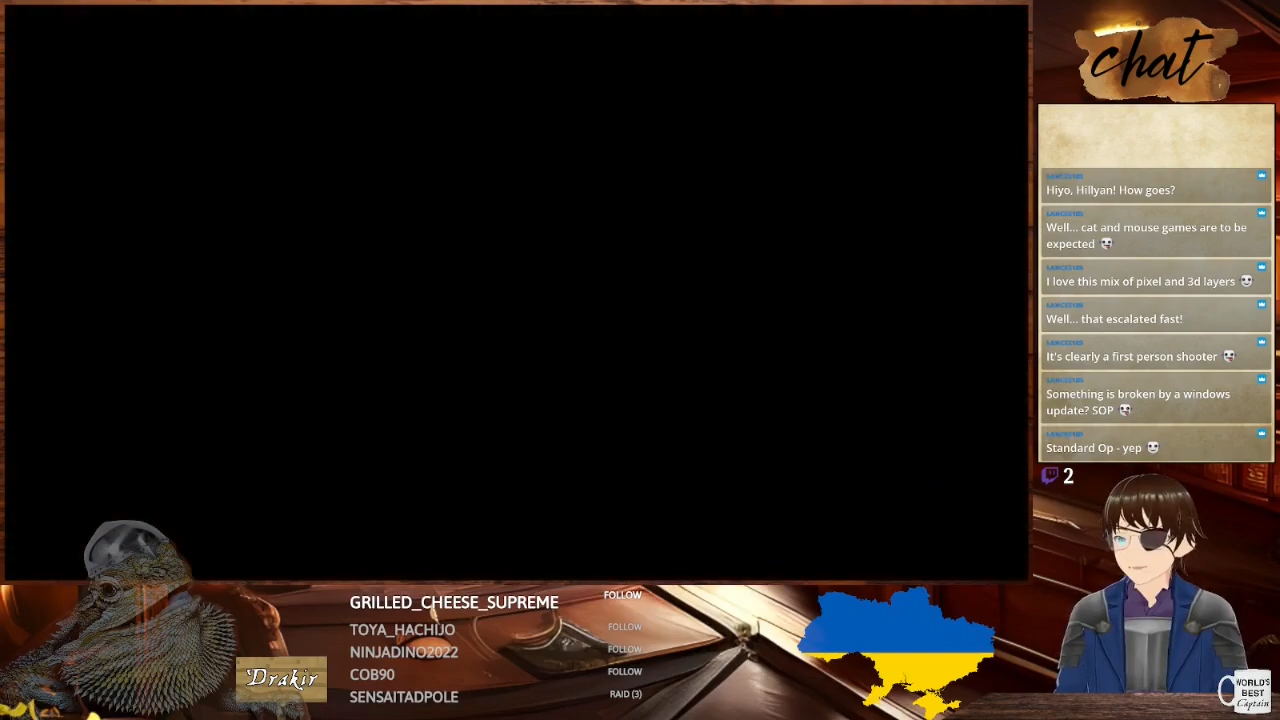 chat
Hiyo, Hillyan! How goes?
Well... cat and mouse games are to be
expected
I love this mix of pixel and 3d layers
Well... that escalated fast!
It's clearly a first person shooter
Something is broken by a windows
update? SOP
Standard Op - yep
2
GRILLED_CHEESE_SUPREME FOLLOW
TOYA_HACHIJO FOLLOW
NINJADINO2022 FOLLOW
COB90 FOLLOW
SENSAITADPOLE RAID (3)
Drakir
WORLD'S
BEST
Captain